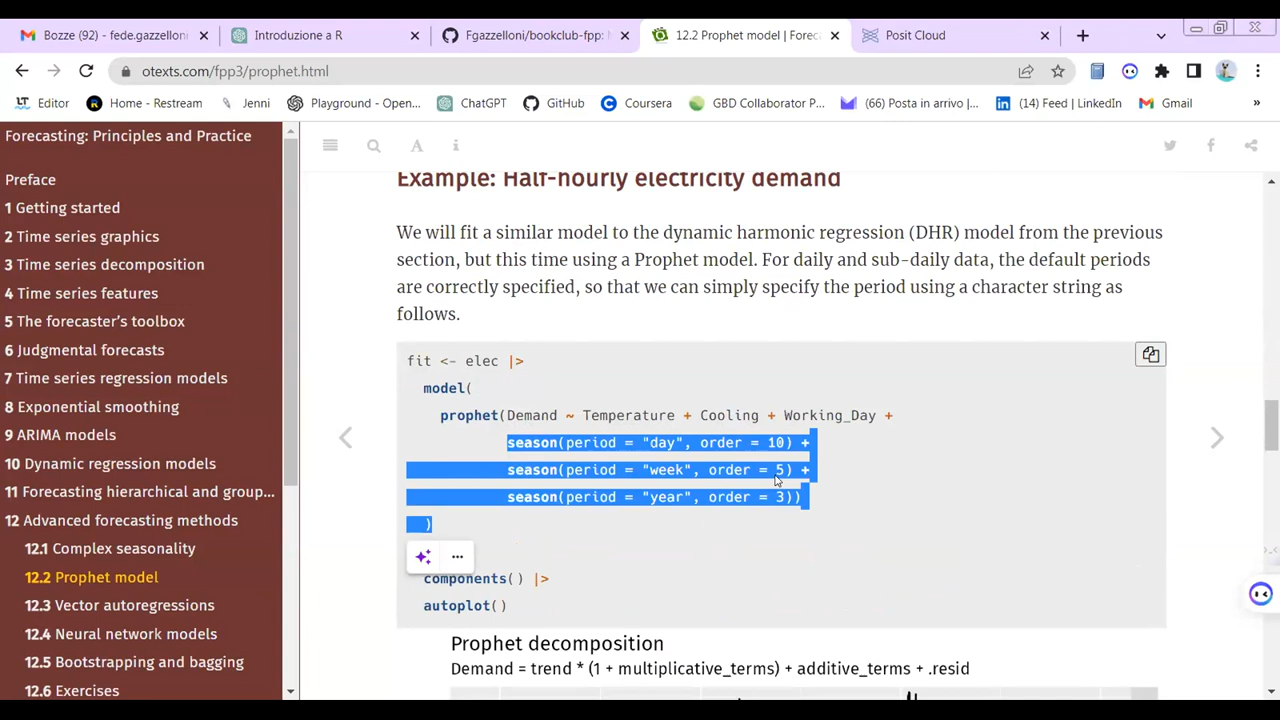 Bozze (92) - fede.gazzelloni
Introduzione a R
Fgazzellony/bookclub-fpp:
12.2 Prophet model | Foreca
Posit Cloud
otexts.com/fpp3/prophet.html
Editor
Home - Restream
Jenni
Playground - Open...
ChatGPT
GitHub
Coursera
GBD Collaborator P...
(66) Posta in arrivo |...
(14) Feed | LinkedIn
Gmail
»
Forecasting: Principles and Practice
Preface
1 Getting started
2 Time series graphics
3 Time series decomposition
4 Time series features
5 The forecaster's toolbox
6 Judgmental forecasts
7 Time series regression models
8 Exponential smoothing
9 ARIMA models
10 Dynamic regression models
11 Forecasting hierarchical and group...
12 Advanced forecasting methods
12.1 Complex seasonality
12.2 Prophet model
12.3 Vector autoregressions
12.4 Neural network models
12.5 Bootstrapping and bagging
12.6 Exercises
Example: Half-hourly electricity demand
We will fit a similar model to the dynamic harmonic regression (DHR) model from the previous
section, but this time using a Prophet model. For daily and sub-daily data, the default periods
are correctly specified, so that we can simply specify the period using a character string as
follows.
fit <- elec |>
model(
prophet(Demand ~ Temperature + Cooling + Working_Day +
season(period = "day", order = 10) +
season(period = "week", order = 5) +
season(period = "year", order = 3))
)
components() |>
autoplot()
Prophet decomposition
Demand = trend * (1 + multiplicative_terms) + additive_terms + .resid